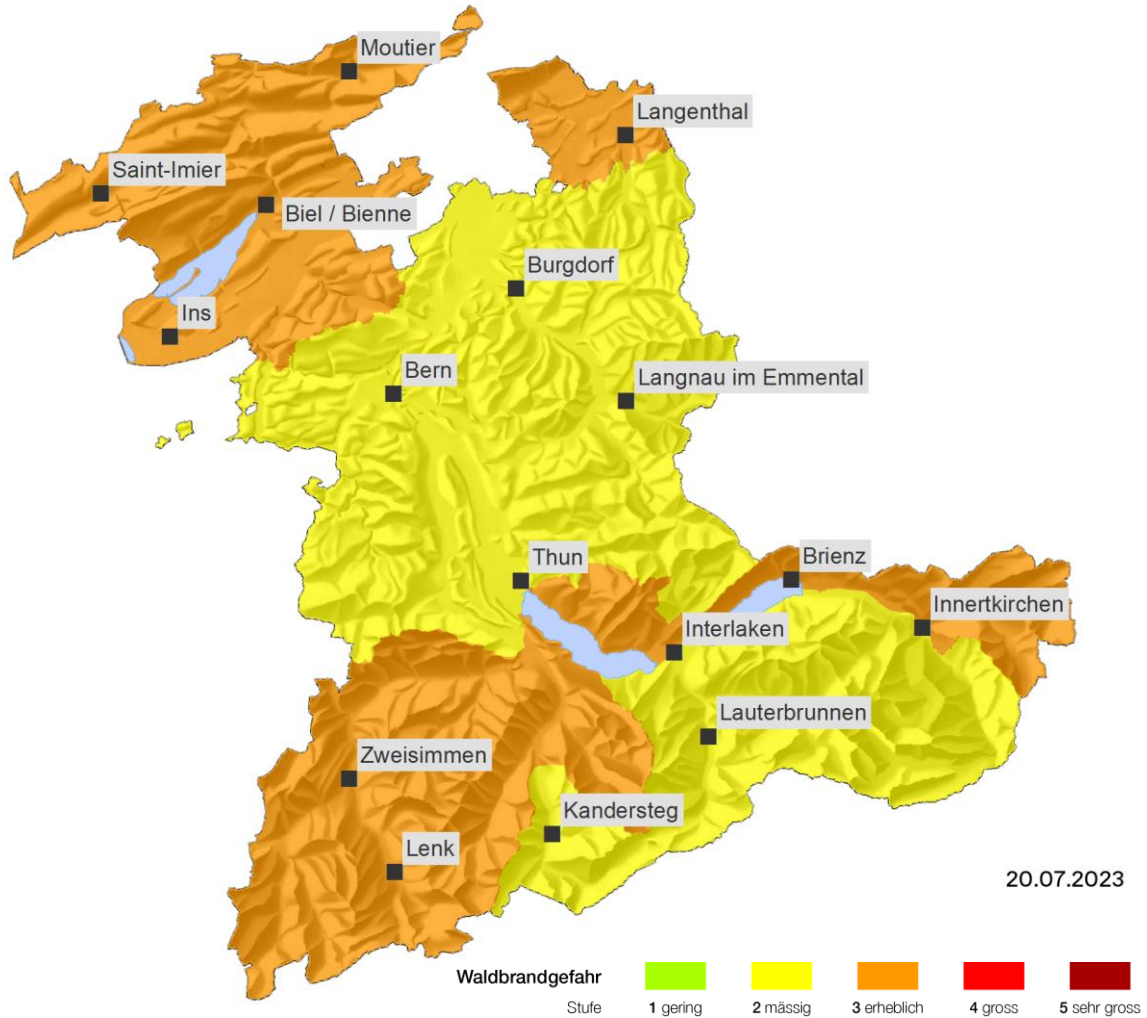 Moutier
Langenthal
Saint-Imier
Biel / Bienne
Burgdorf
Ins
Bern
Langnau im Emmental
Thun
Brienz
Innertkirchen
Interlaken
Lauterbrunnen
Zweisimmen
Kandersteg
Lenk
20.07.2023
Waldbrandgefahr
Stufe 1 gering 2 mässig 3 erheblich 4 gross 5 sehr gross